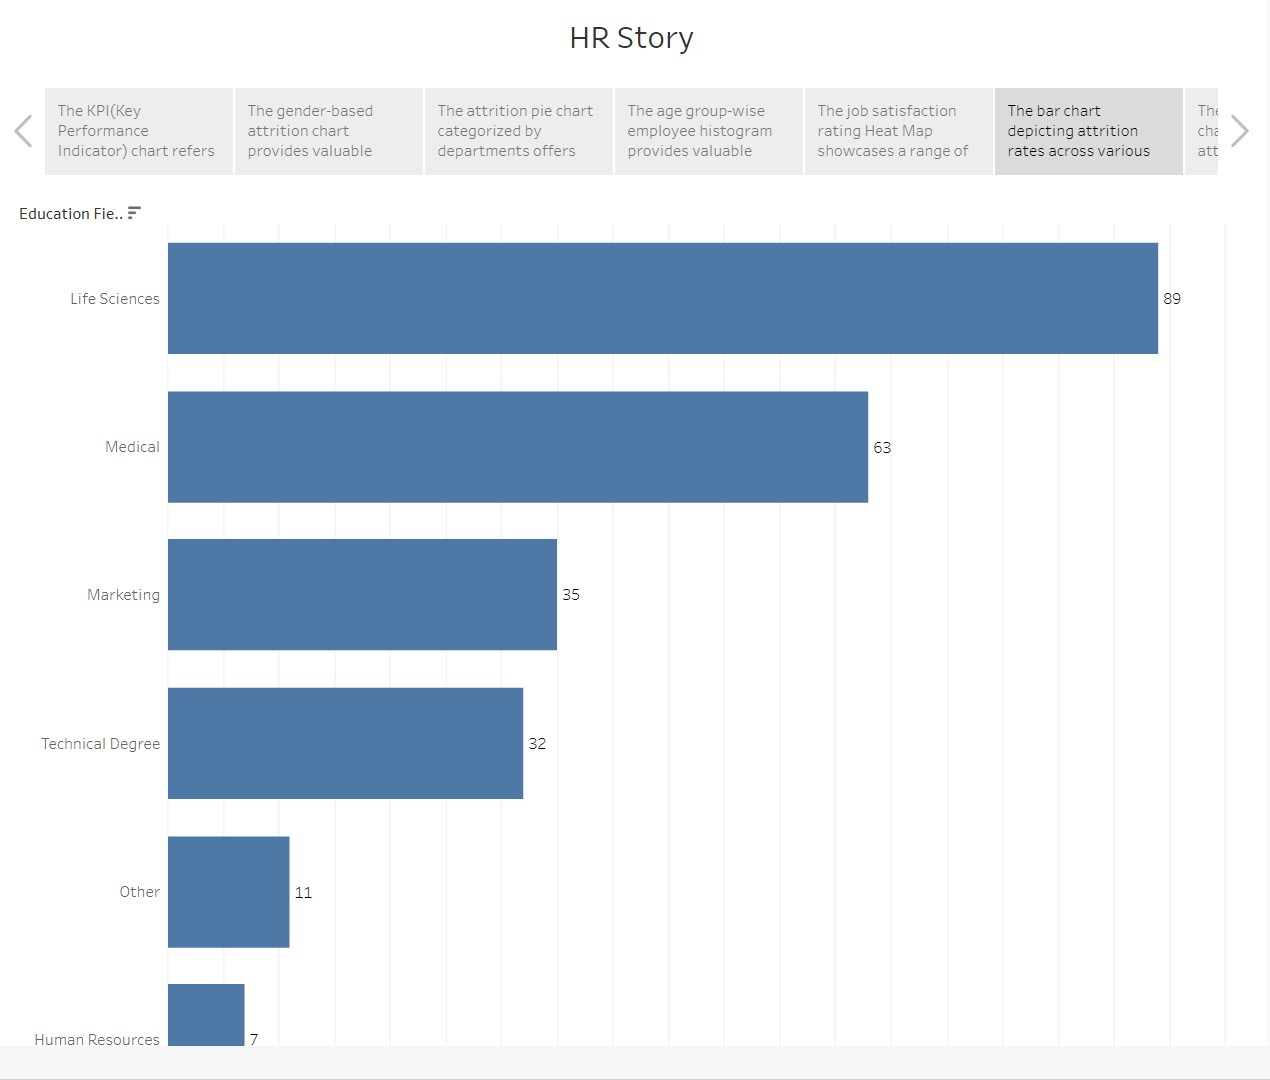 HR Story
The KPI(Key
Performance
Indicator) chart refers
The gender-based
attrition chart
provides valuable
The attrition pie chart
categorized by
departments offers
The age group-wise
employee histogram
provides valuable
The job satisfaction
rating Heat Map
showcases a range of
The bar chart
depicting attrition
rates across various
The
cha
att
Education Fie..
Life Sciences 89
Medical 63
Marketing 35
Technical Degree 32
Other 11
Human Resources 7